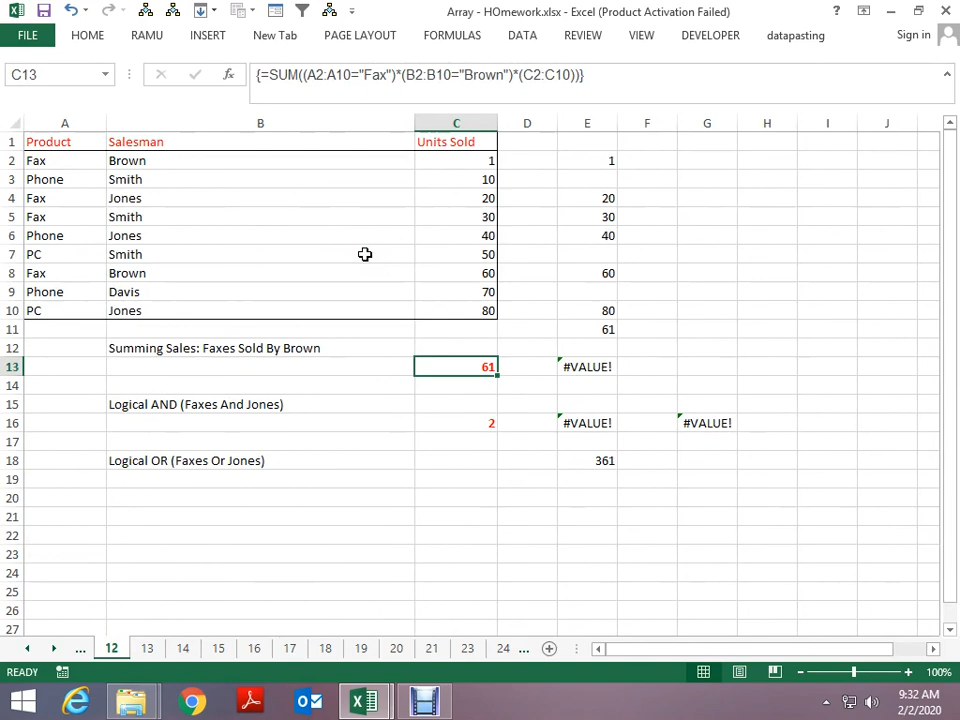 Array - HOmework.xlsx - Excel (Product Activation Failed)
FILE HOME RAMU INSERT New Tab PAGE LAYOUT FORMULAS DATA REVIEW VIEW DEVELOPER datapasting Sign in
C13 fx {=SUM((A2:A10="Fax")*(B2:B10="Brown")*(C2:C10))}
A B C D E F G H I J
1 Product Salesman Units Sold
2 Fax Brown 1 1
3 Phone Smith 10
4 Fax Jones 20 20
5 Fax Smith 30 30
6 Phone Jones 40 40
7 PC Smith 50
8 Fax Brown 60 60
9 Phone Davis 70
10 PC Jones 80 80
11 61
12 Summing Sales: Faxes Sold By Brown
13 61 #VALUE!
14
15 Logical AND (Faxes And Jones)
16 2 #VALUE! #VALUE!
17
18 Logical OR (Faxes Or Jones) 361
19
20
21
22
23
24
25
26
27
... 12 13 14 15 16 17 18 19 20 21 22 23 24 ...
READY 100%
9:32 AM
2/2/2020